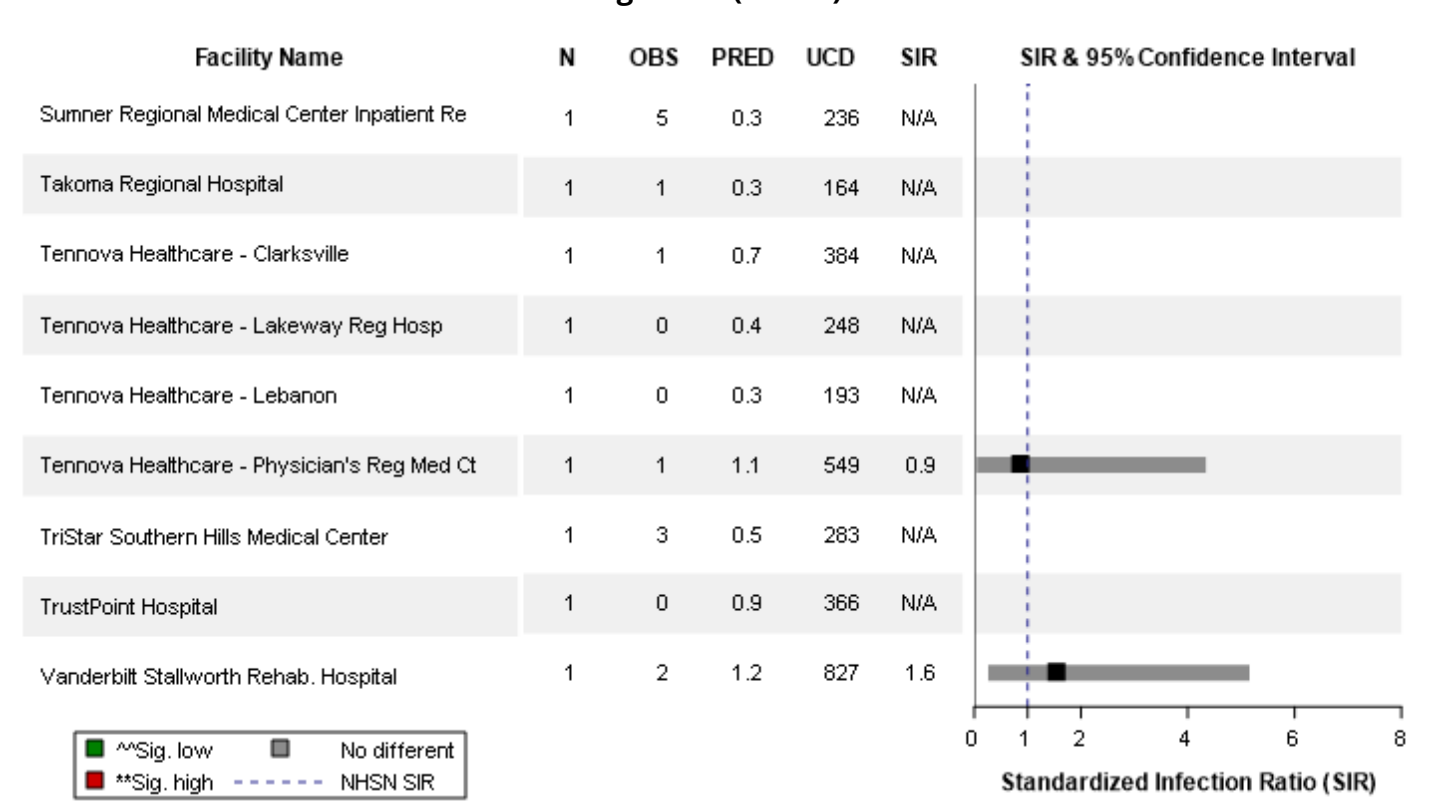 Facility Name N OBS PRED UCD SIR SIR & 95% Confidence Interval
Sumner Regional Medical Center Inpatient Re 1 5 0.3 236 N/A
Takoma Regional Hospital 1 1 0.3 164 N/A
Tennova Healthcare - Clarksville 1 1 0.7 384 N/A
Tennova Healthcare - Lakeway Reg Hosp 1 0 0.4 248 N/A
Tennova Healthcare - Lebanon 1 0 0.3 193 N/A
Tennova Healthcare - Physician's Reg Med Ct 1 1 1.1 549 0.9
TriStar Southern Hills Medical Center 1 3 0.5 283 N/A
TrustPoint Hospital 1 0 0.9 366 N/A
Vanderbilt Stallworth Rehab. Hospital 1 2 1.2 827 1.6
0 1 2 4 6 8
Standardized Infection Ratio (SIR)
^^Sig. low No different
**Sig. high NHSN SIR